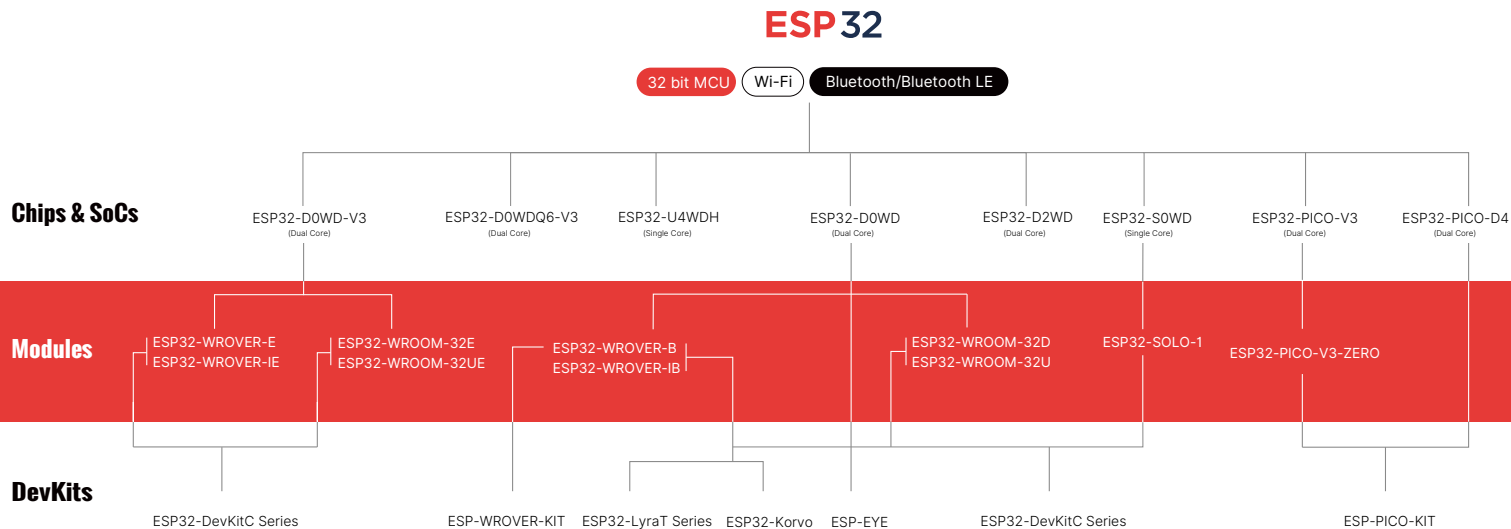 ESP32
32 bit MCU Wi-Fi Bluetooth/Bluetooth LE
Chips & SoCs
ESP32-D0WD-V3
(Dual Core)
ESP32-D0WDQ6-V3
(Dual Core)
ESP32-U4WDH
(Single Core)
ESP32-D0WD
(Dual Core)
ESP32-D2WD
(Dual Core)
ESP32-S0WD
(Single Core)
ESP32-PICO-V3
(Dual Core)
ESP32-PICO-D4
(Dual Core)
Modules
ESP32-WROVER-E
ESP32-WROVER-IE
ESP32-WROOM-32E
ESP32-WROOM-32UE
ESP32-WROVER-B
ESP32-WROVER-IB
ESP32-WROOM-32D
ESP32-WROOM-32U
ESP32-SOLO-1
ESP32-PICO-V3-ZERO
DevKits
ESP32-DevKitC Series
ESP-WROVER-KIT
ESP32-LyraT Series
ESP32-Korvo
ESP-EYE
ESP32-DevKitC Series
ESP-PICO-KIT